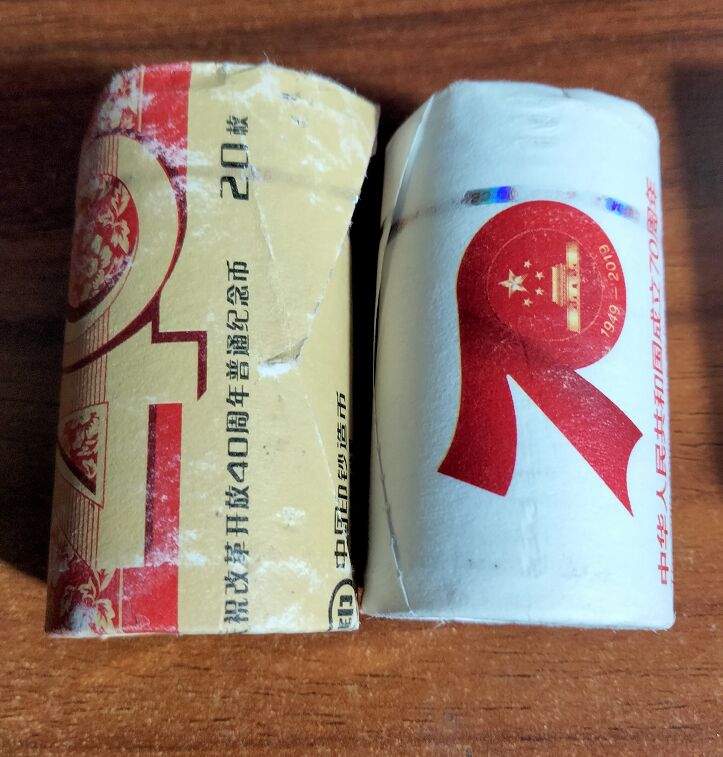 祝改革开放40周年普通纪念币
20枚
中国印钞造币
中华人民共和国成立70周年
1949—2019